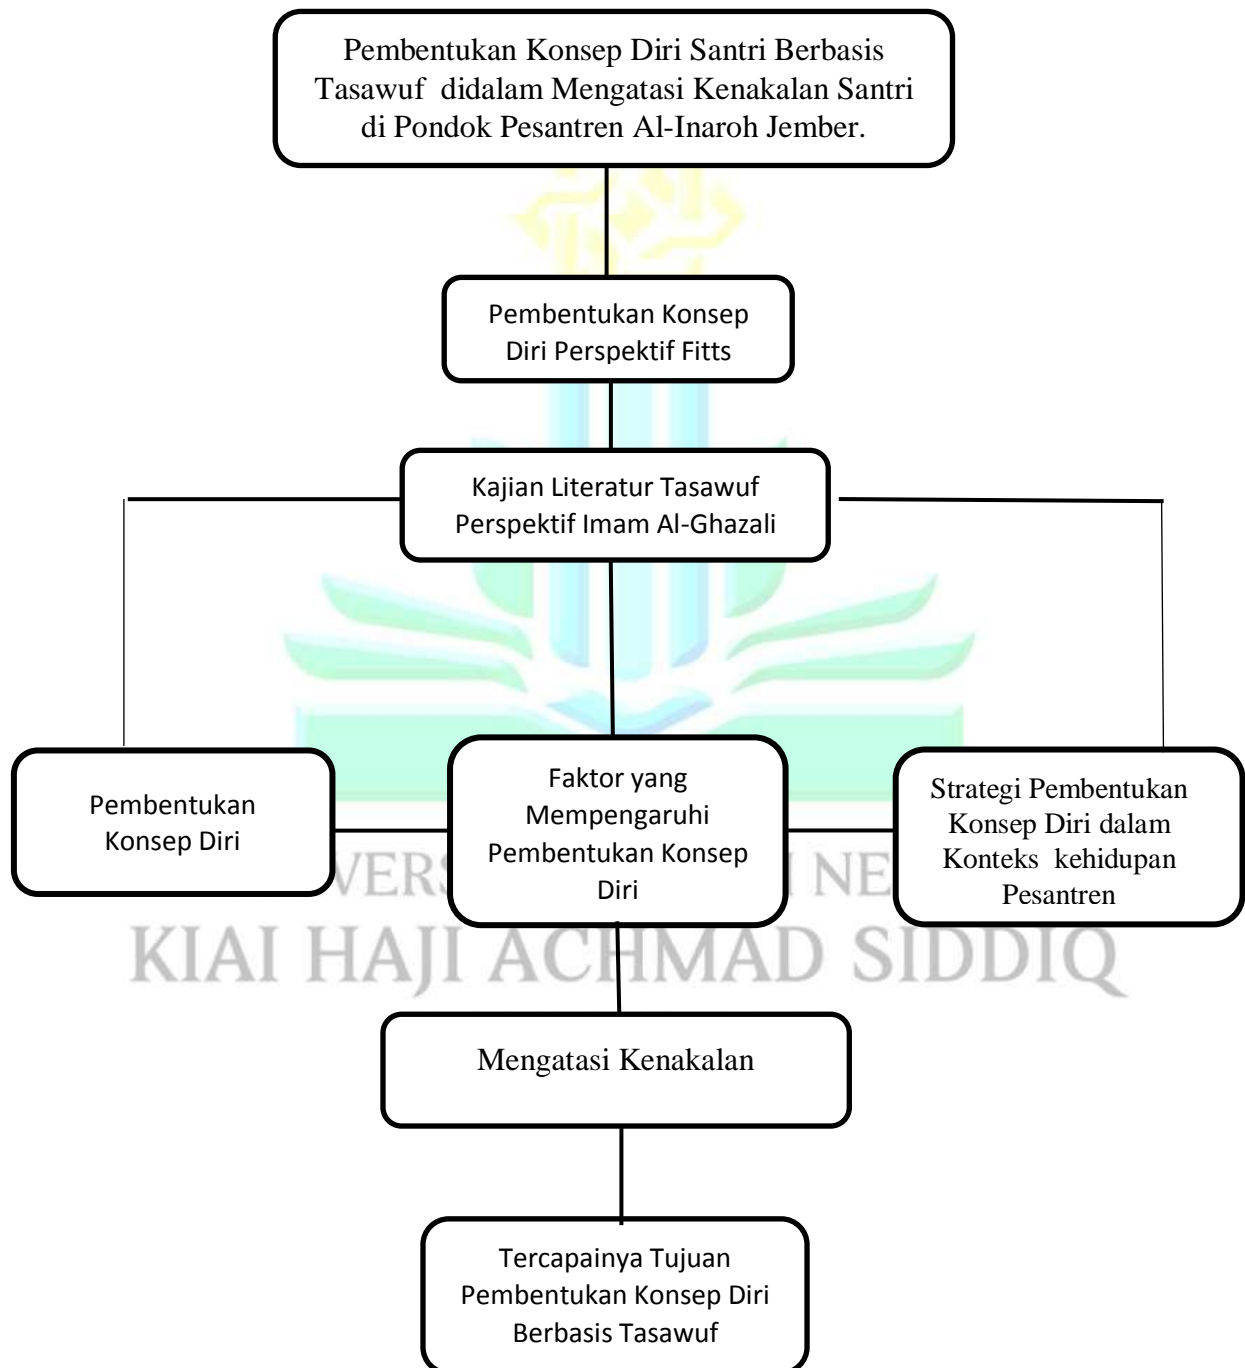 Pembentukan Konsep Diri Santri Berbasis
Tasawuf didalam Mengatasi Kenakalan Santri
di Pondok Pesantren Al-Inaroh Jember.
Pembentukan Konsep
Diri Perspektif Fitts
Kajian Literatur Tasawuf
Perspektif Imam Al-Ghazali
Pembentukan
Konsep Diri
Faktor yang
Mempengaruhi
Pembentukan Konsep
Diri
Strategi Pembentukan
Konsep Diri dalam
Konteks kehidupan
Pesantren
KIAI HAJI ACHMAD SIDDIQ
Mengatasi Kenakalan
Tercapainya Tujuan
Pembentukan Konsep Diri
Berbasis Tasawuf